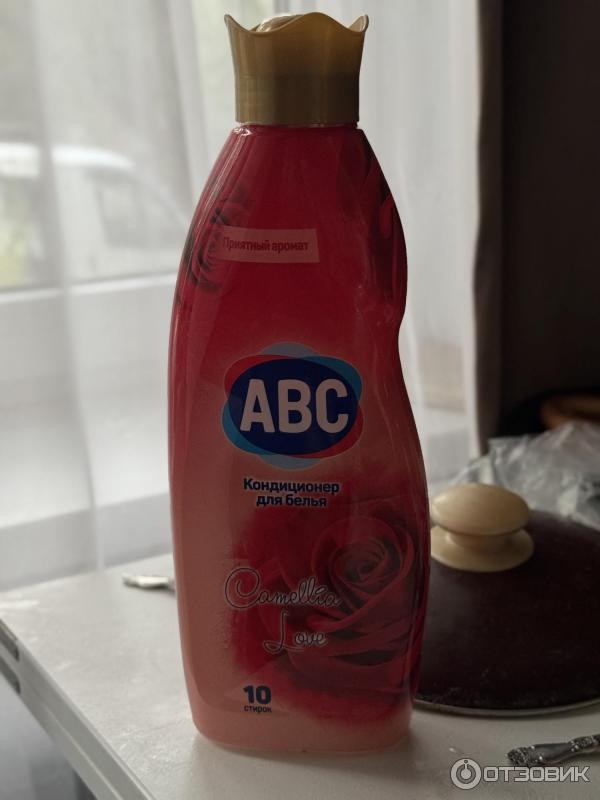 Приятный аромат
ABC
Кондиционер
для белья
Camellia
Love
10
стирок
ОТЗОВИК